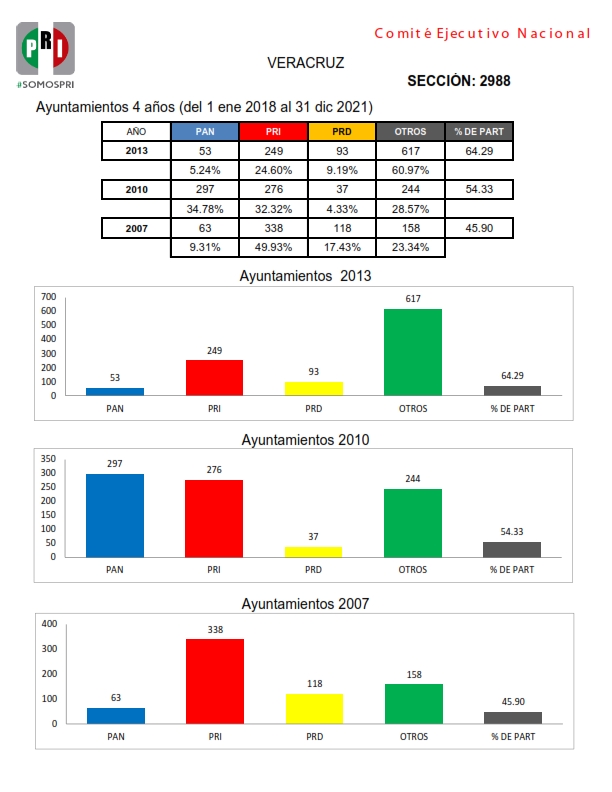 Comité Ejecutivo Nacional
PRI
#SOMOSPRI
VERACRUZ
SECCIÓN: 2988
Ayuntamientos 4 años (del 1 ene 2018 al 31 dic 2021)
AÑO PAN PRI PRD OTROS % DE PART
2013 53 249 93 617 64.29
5.24% 24.60% 9.19% 60.97%
2010 297 276 37 244 54.33
34.78% 32.32% 4.33% 28.57%
2007 63 338 118 158 45.90
9.31% 49.93% 17.43% 23.34%
Ayuntamientos 2013
700
600
500
400
300
200
100
0
53 249 93 617 64.29
PAN PRI PRD OTROS % DE PART
Ayuntamientos 2010
350
300
250
200
150
100
50
0
297 276 37 244 54.33
PAN PRI PRD OTROS % DE PART
Ayuntamientos 2007
400
300
200
100
0
63 338 118 158 45.90
PAN PRI PRD OTROS % DE PART